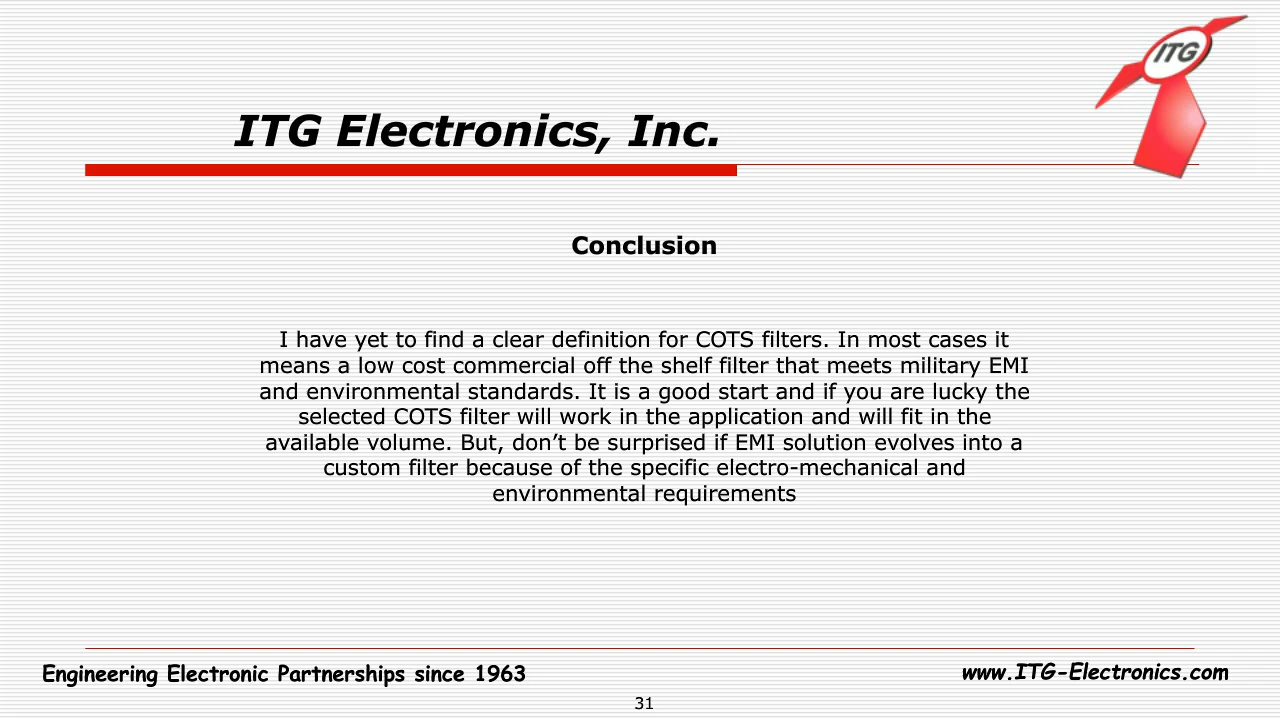 ITG
ITG Electronics, Inc.
Conclusion
I have yet to find a clear definition for COTS filters. In most cases it
means a low cost commercial off the shelf filter that meets military EMI
and environmental standards. It is a good start and if you are lucky the
selected COTS filter will work in the application and will fit in the
available volume. But, don’t be surprised if EMI solution evolves into a
custom filter because of the specific electro-mechanical and
environmental requirements
Engineering Electronic Partnerships since 1963
www.ITG-Electronics.com
31